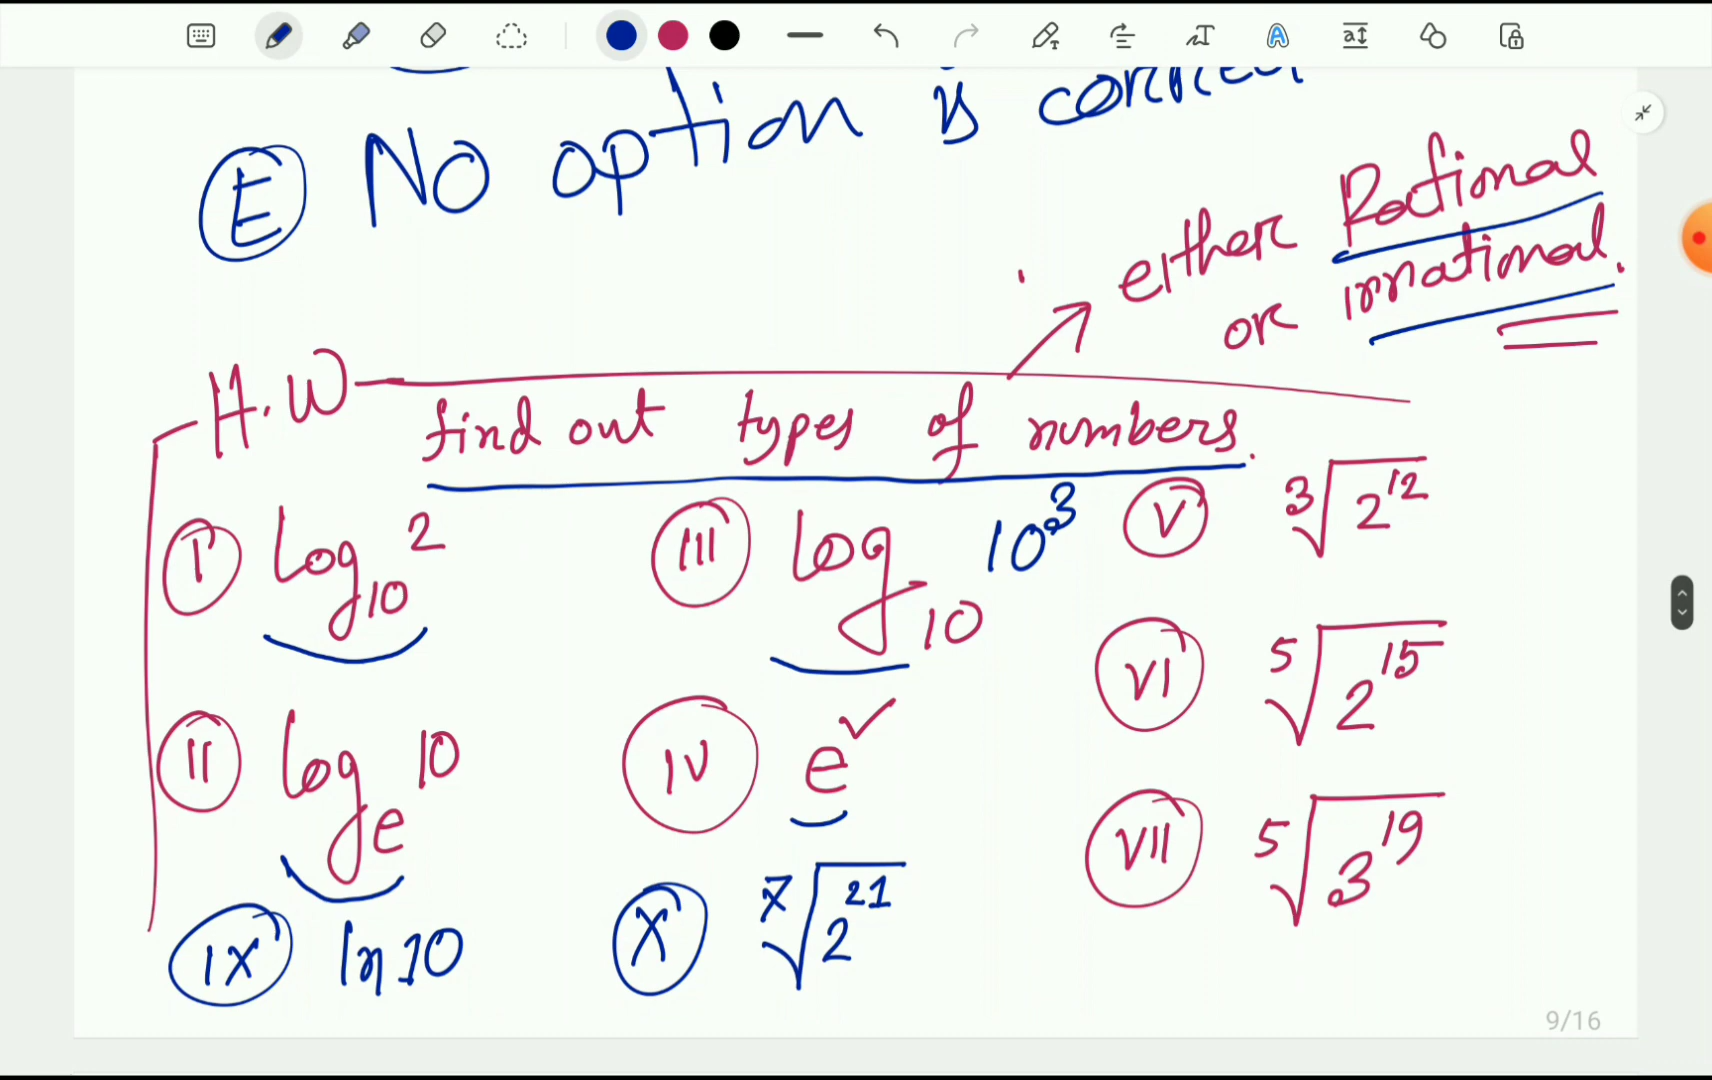 (E) No option is correct
either Rational
or irrational.
H.W
find out types of numbers.
(I) log₁₀ 2
(III) log₁₀ 10³
(V) ∛2¹²
(VI) ⁵√2¹⁵
(II) logₑ 10
(IV) e ✓
(VII) ⁵√3¹⁹
(IX) ln 10
(X) ⁷√2²¹
9/16